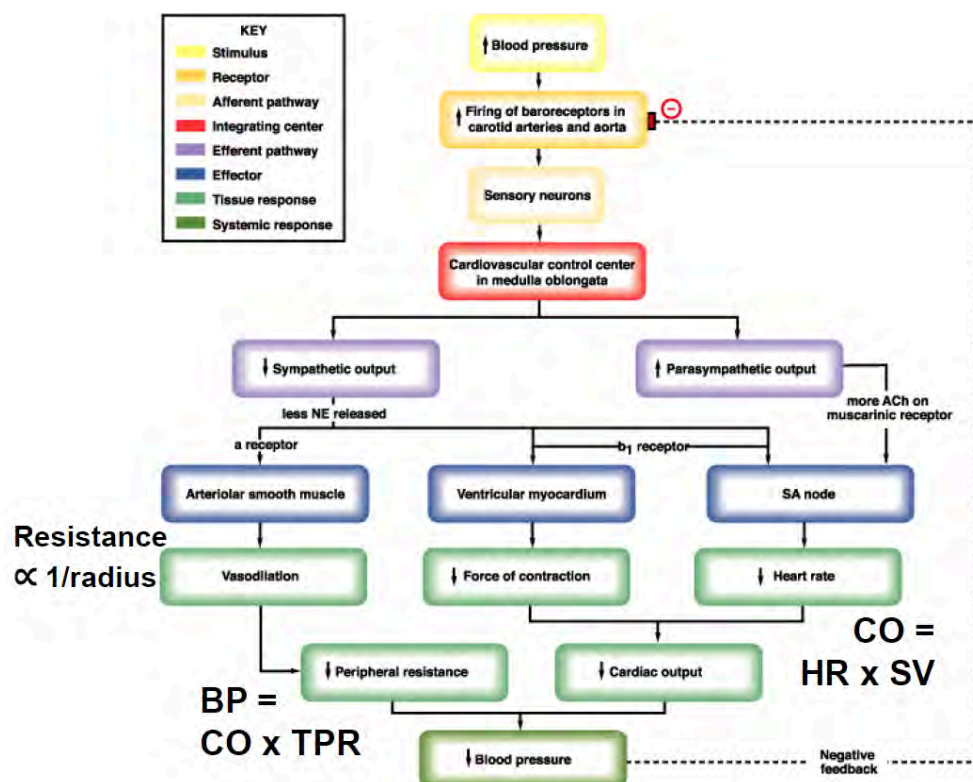 KEY
Stimulus
Receptor
Afferent pathway
Integrating center
Efferent pathway
Effector
Tissue response
Systemic response
↑ Blood pressure
↑ Firing of baroreceptors in
carotid arteries and aorta
−
Sensory neurons
Cardiovascular control center
in medulla oblongata
↓ Sympathetic output
↑ Parasympathetic output
less NE released
more ACh on
muscarinic receptor
a receptor
b₁ receptor
Arteriolar smooth muscle
Ventricular myocardium
SA node
Resistance
∝ 1/radius
Vasodilation
↓ Force of contraction
↓ Heart rate
CO =
HR x SV
↓ Peripheral resistance
↓ Cardiac output
BP =
CO x TPR
↓ Blood pressure
Negative
feedback